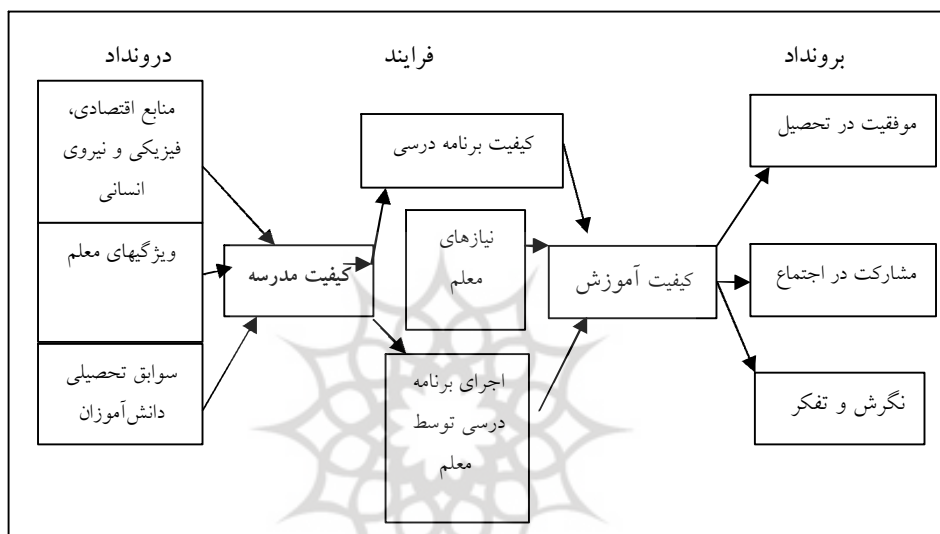 درونداد
فرایند
برونداد
منابع اقتصادی،
فیزیکی و نیروی
انسانی
ویژگیهای معلم
سوابق تحصیلی
دانش‌آموزان
کیفیت مدرسه
کیفیت برنامه درسی
نیازهای
معلم
اجرای برنامه
درسی توسط
معلم
کیفیت آموزش
موفقیت در تحصیل
مشارکت در اجتماع
نگرش و تفکر